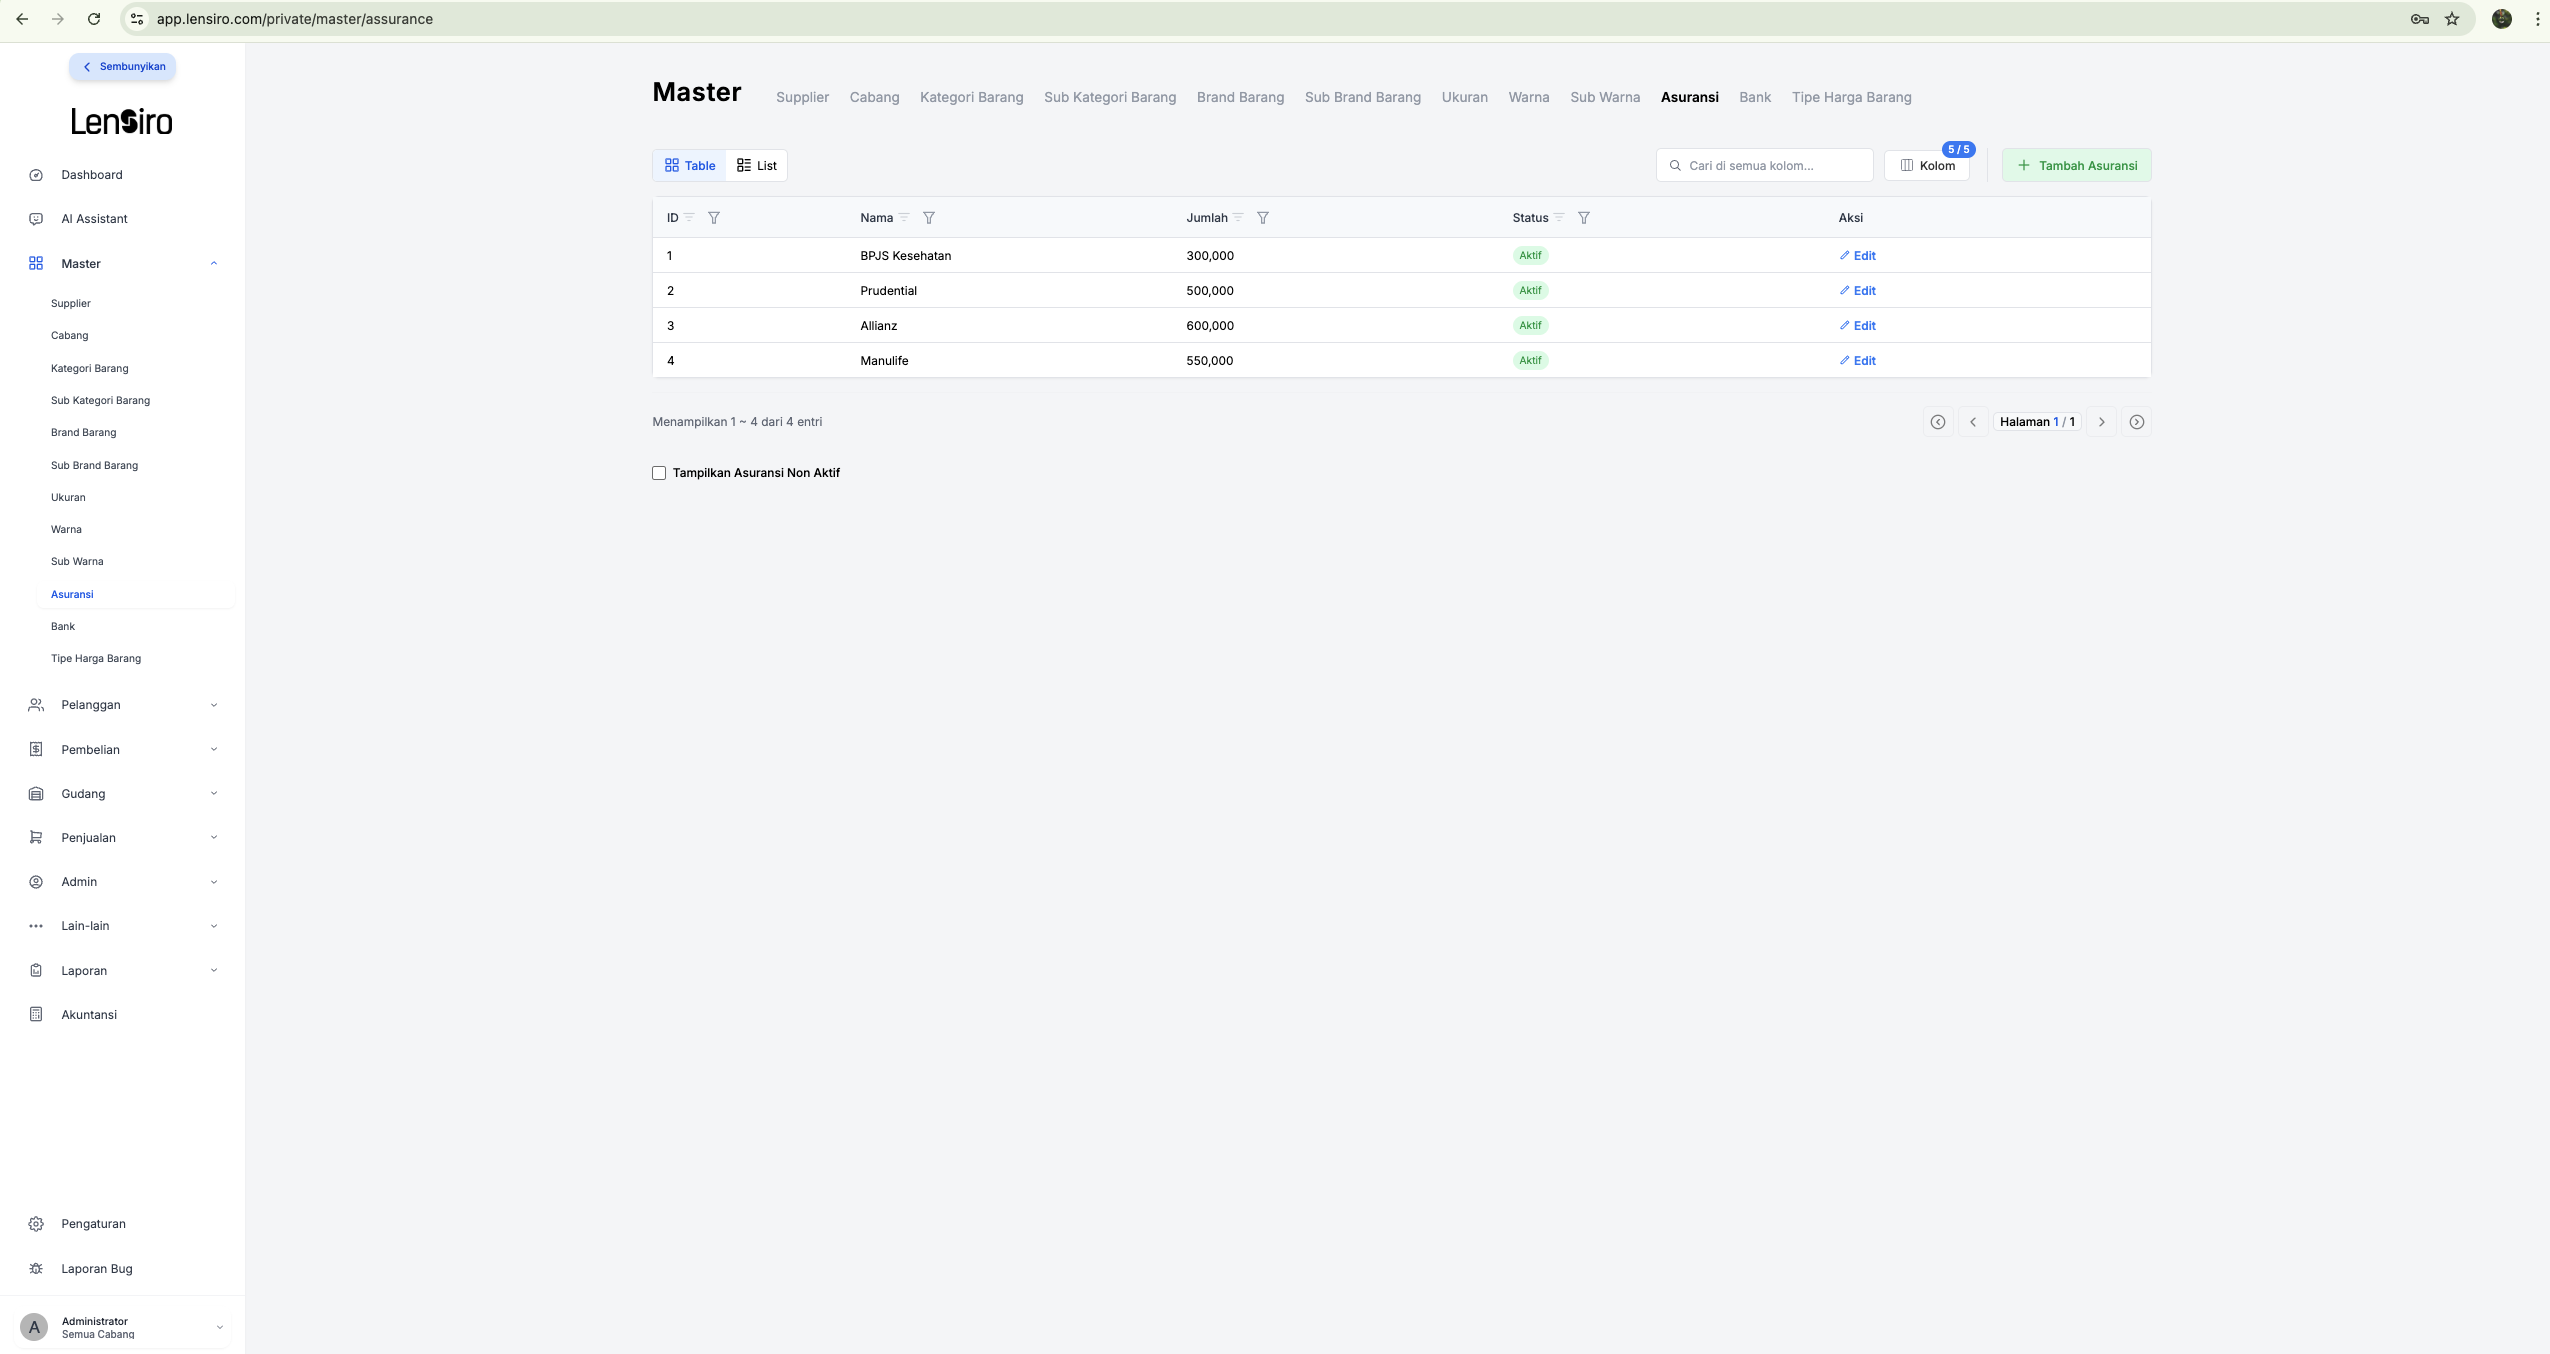 app.lensiro.com/private/master/assurance
Sembunyikan
LenSiro
Dashboard
AI Assistant
Master
Supplier
Cabang
Kategori Barang
Sub Kategori Barang
Brand Barang
Sub Brand Barang
Ukuran
Warna
Sub Warna
Asuransi
Bank
Tipe Harga Barang
Pelanggan
Pembelian
Gudang
Penjualan
Admin
Lain-lain
Laporan
Akuntansi
Pengaturan
Laporan Bug
A Administrator
Semua Cabang
Master Supplier Cabang Kategori Barang Sub Kategori Barang Brand Barang Sub Brand Barang Ukuran Warna Sub Warna Asuransi Bank Tipe Harga Barang
Table List Cari di semua kolom... Kolom 5 / 5 Tambah Asuransi
ID Nama Jumlah Status Aksi
1 BPJS Kesehatan 300,000 Aktif Edit
2 Prudential 500,000 Aktif Edit
3 Allianz 600,000 Aktif Edit
4 Manulife 550,000 Aktif Edit
Menampilkan 1 ~ 4 dari 4 entri Halaman 1 / 1
Tampilkan Asuransi Non Aktif